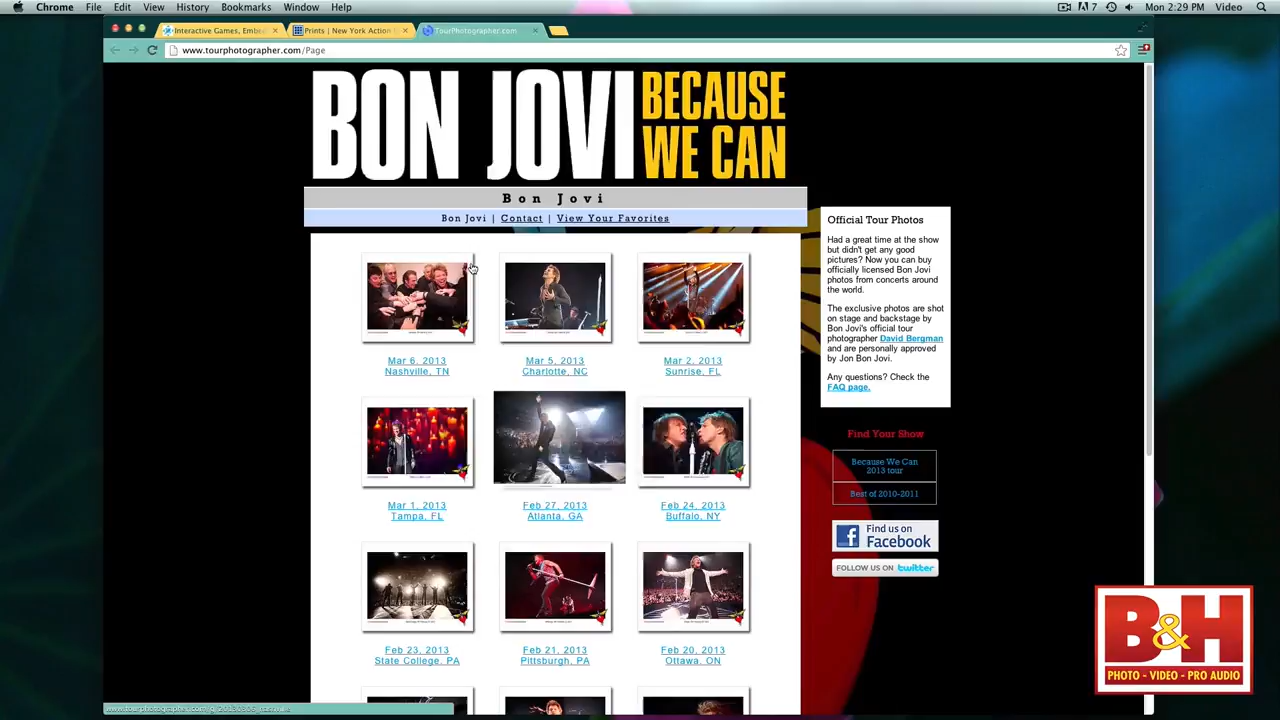 Chrome File Edit View History Bookmarks Window Help
7 Mon 2:29 PM Video
Interactive Games, Embe
Prints | New York Action
TourPhotographer.com
www.tourphotographer.com/Page
BON JOVI BECAUSE WE CAN
Bon Jovi
Bon Jovi | Contact | View Your Favorites
Mar 6, 2013
Nashville, TN
Mar 5, 2013
Charlotte, NC
Mar 2, 2013
Sunrise, FL
Mar 1, 2013
Tampa, FL
Feb 27, 2013
Atlanta, GA
Feb 24, 2013
Buffalo, NY
Feb 23, 2013
State College, PA
Feb 21, 2013
Pittsburgh, PA
Feb 20, 2013
Ottawa, ON
Official Tour Photos
Had a great time at the show
but didn't get any good
pictures? Now you can buy
officially licensed Bon Jovi
photos from concerts around
the world.
The exclusive photos are shot
on stage and backstage by
Bon Jovi's official tour
photographer David Bergman
and are personally approved
by Jon Bon Jovi.
Any questions? Check the
FAQ page.
Find Your Show
Because We Can
2013 tour
Best of 2010-2011
Find us on
Facebook
FOLLOW US ON twitter
B&H
PHOTO - VIDEO - PRO AUDIO